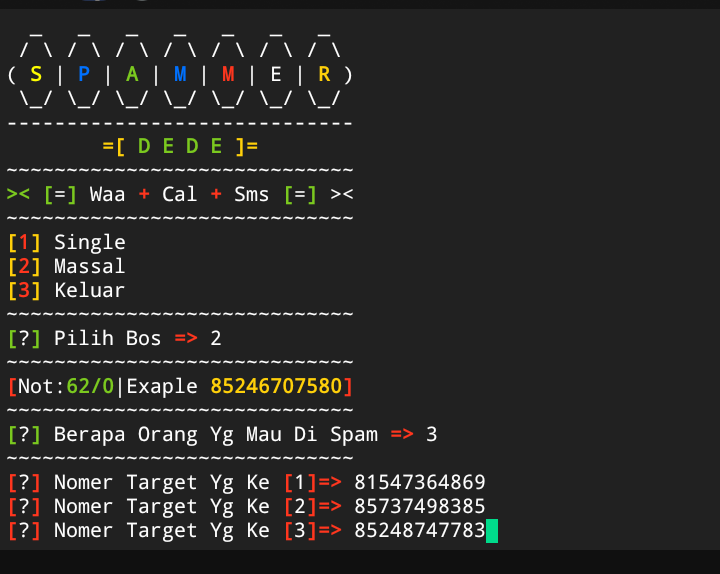 ( S | P | A | M | M | E | R )
=[ D E D E ]=
>< [=] Waa + Cal + Sms [=] ><
[1] Single
[2] Massal
[3] Keluar
[?] Pilih Bos => 2
[Not:62/0|Exaple 85246707580]
[?] Berapa Orang Yg Mau Di Spam => 3
[?] Nomer Target Yg Ke [1]=> 81547364869
[?] Nomer Target Yg Ke [2]=> 85737498385
[?] Nomer Target Yg Ke [3]=> 85248747783